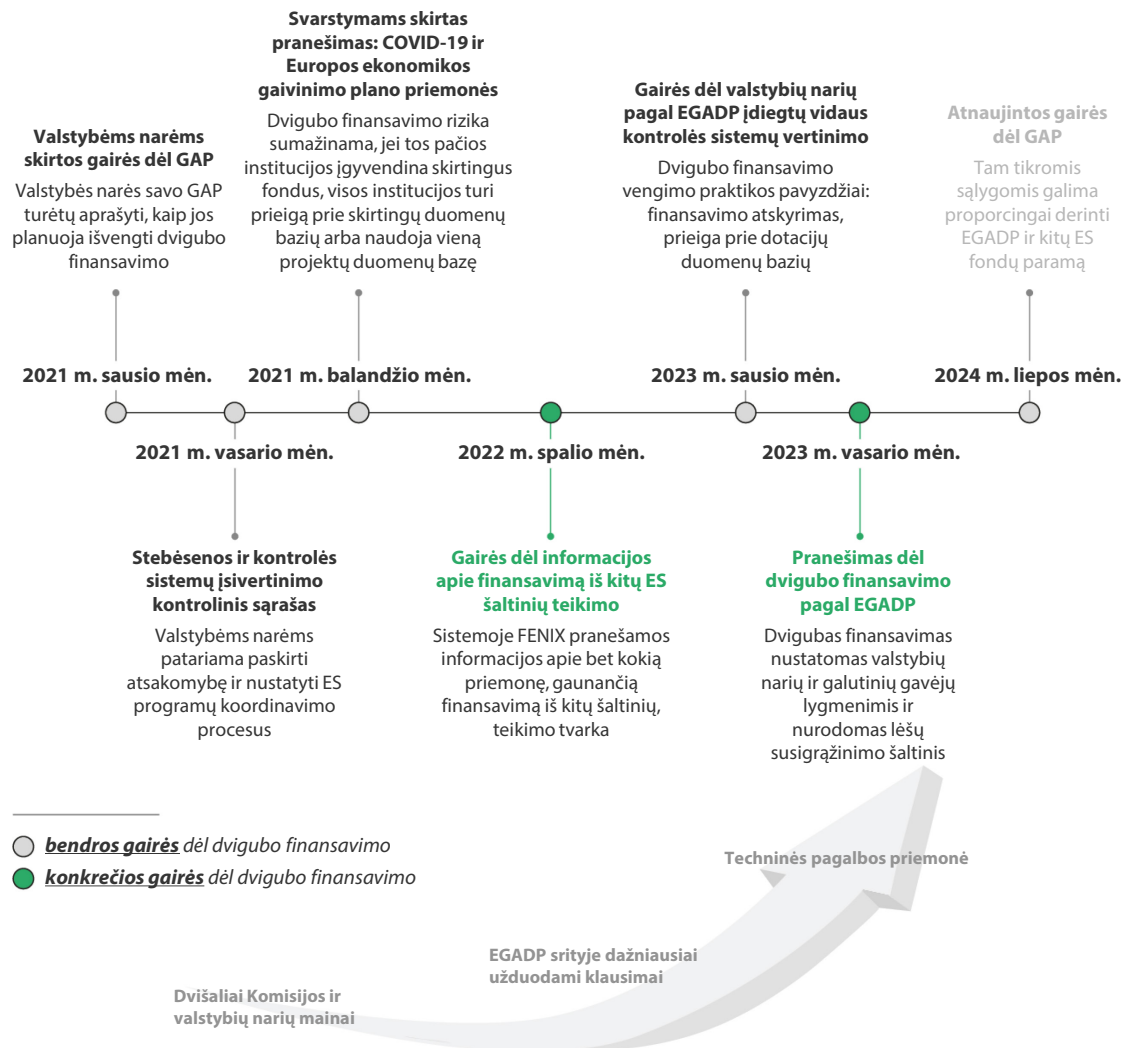 Valstybėms narėms
skirtos gairės dėl GAP
Valstybės narės savo GAP
turėtų aprašyti, kaip jos
planuoja išvengti dvigubo
finansavimo
Svarstymams skirtas
pranešimas: COVID-19 ir
Europos ekonomikos
gaivinimo plano priemonės
Dvigubo finansavimo rizika
sumažinama, jei tos pačios
institucijos įgyvendina skirtingus
fondus, visos institucijos turi
prieigą prie skirtingų duomenų
bazių arba naudoja vieną
projektų duomenų bazę
Gairės dėl valstybių narių
pagal EGADP įdiegtų vidaus
kontrolės sistemų vertinimo
Dvigubo finansavimo
vengimo praktikos pavyzdžiai:
finansavimo atskyrimas,
prieiga prie dotacijų
duomenų bazių
Atnaujintos gairės
dėl GAP
Tam tikromis
sąlygomis galima
proporcingai derinti
EGADP ir kitų ES
fondų paramą
2021 m. sausio mėn.
2021 m. balandžio mėn.
2023 m. sausio mėn.
2024 m. liepos mėn.
2021 m. vasario mėn.
2022 m. spalio mėn.
2023 m. vasario mėn.
Stebėsenos ir kontrolės
sistemų įsivertinimo
kontrolinis sąrašas
Valstybėms narėms
patariama paskirti
atsakomybę ir nustatyti ES
programų koordinavimo
procesus
Gairės dėl informacijos
apie finansavimą iš kitų ES
šaltinių teikimo
Sistemoje FENIX pranešamos
informacijos apie bet kokią
priemonę, gaunančią
finansavimą iš kitų šaltinių,
teikimo tvarka
Pranešimas dėl
dvigubo finansavimo
pagal EGADP
Dvigubas finansavimas
nustatomas valstybių
narių ir galutinių gavėjų
lygmenimis ir
nurodomas lėšų
susigrąžinimo šaltinis
bendros gairės dėl dvigubo finansavimo
konkrečios gairės dėl dvigubo finansavimo
Techninės pagalbos priemonė
EGADP srityje dažniausiai
užduodami klausimai
Dvišaliai Komisijos ir
valstybių narių mainai